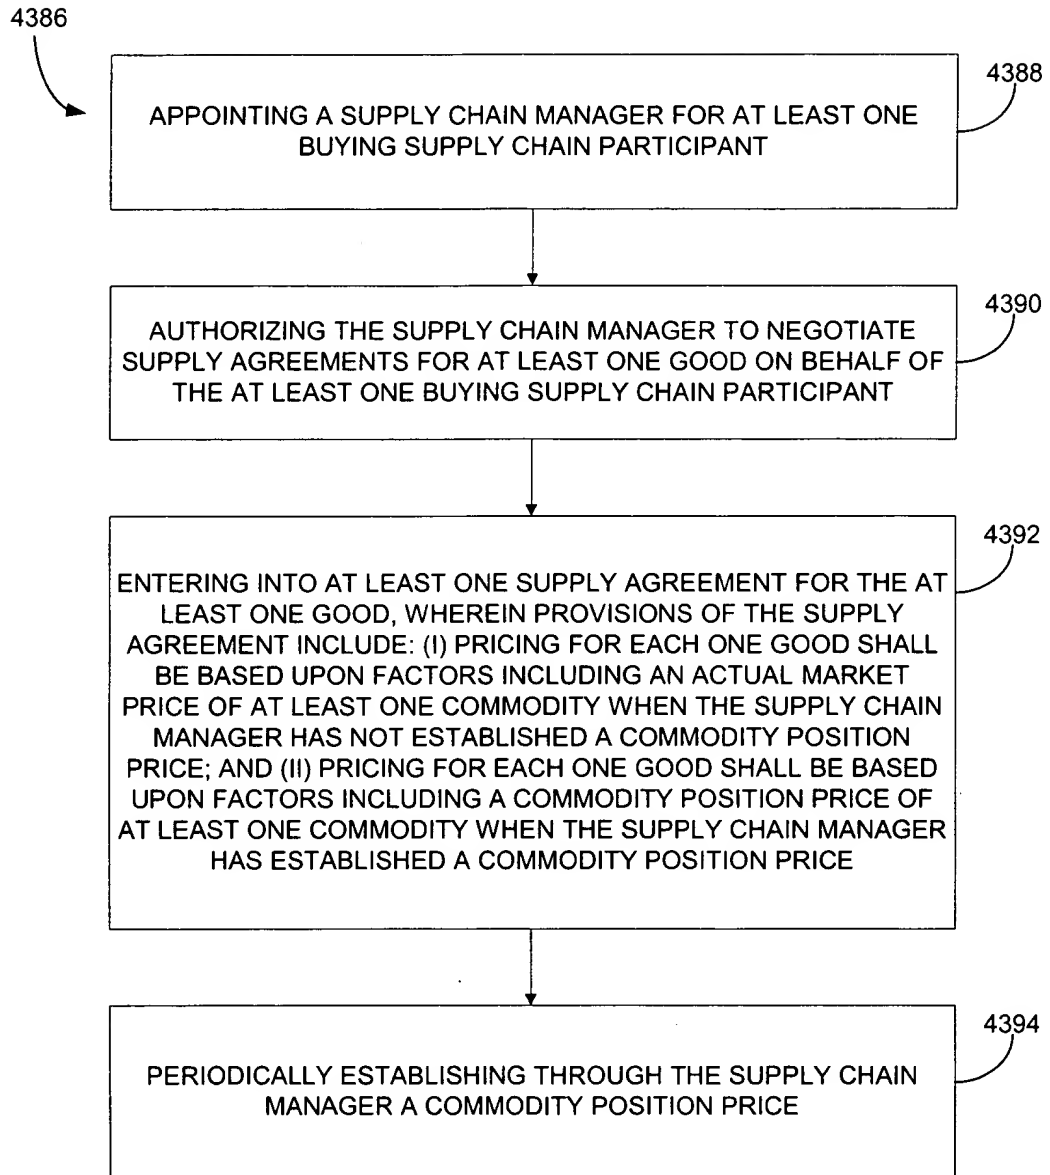 4386
4388
APPOINTING A SUPPLY CHAIN MANAGER FOR AT LEAST ONE
BUYING SUPPLY CHAIN PARTICIPANT
4390
AUTHORIZING THE SUPPLY CHAIN MANAGER TO NEGOTIATE
SUPPLY AGREEMENTS FOR AT LEAST ONE GOOD ON BEHALF OF
THE AT LEAST ONE BUYING SUPPLY CHAIN PARTICIPANT
4392
ENTERING INTO AT LEAST ONE SUPPLY AGREEMENT FOR THE AT
LEAST ONE GOOD, WHEREIN PROVISIONS OF THE SUPPLY
AGREEMENT INCLUDE: (I) PRICING FOR EACH ONE GOOD SHALL
BE BASED UPON FACTORS INCLUDING AN ACTUAL MARKET
PRICE OF AT LEAST ONE COMMODITY WHEN THE SUPPLY CHAIN
MANAGER HAS NOT ESTABLISHED A COMMODITY POSITION
PRICE; AND (II) PRICING FOR EACH ONE GOOD SHALL BE BASED
UPON FACTORS INCLUDING A COMMODITY POSITION PRICE OF
AT LEAST ONE COMMODITY WHEN THE SUPPLY CHAIN MANAGER
HAS ESTABLISHED A COMMODITY POSITION PRICE
4394
PERIODICALLY ESTABLISHING THROUGH THE SUPPLY CHAIN
MANAGER A COMMODITY POSITION PRICE